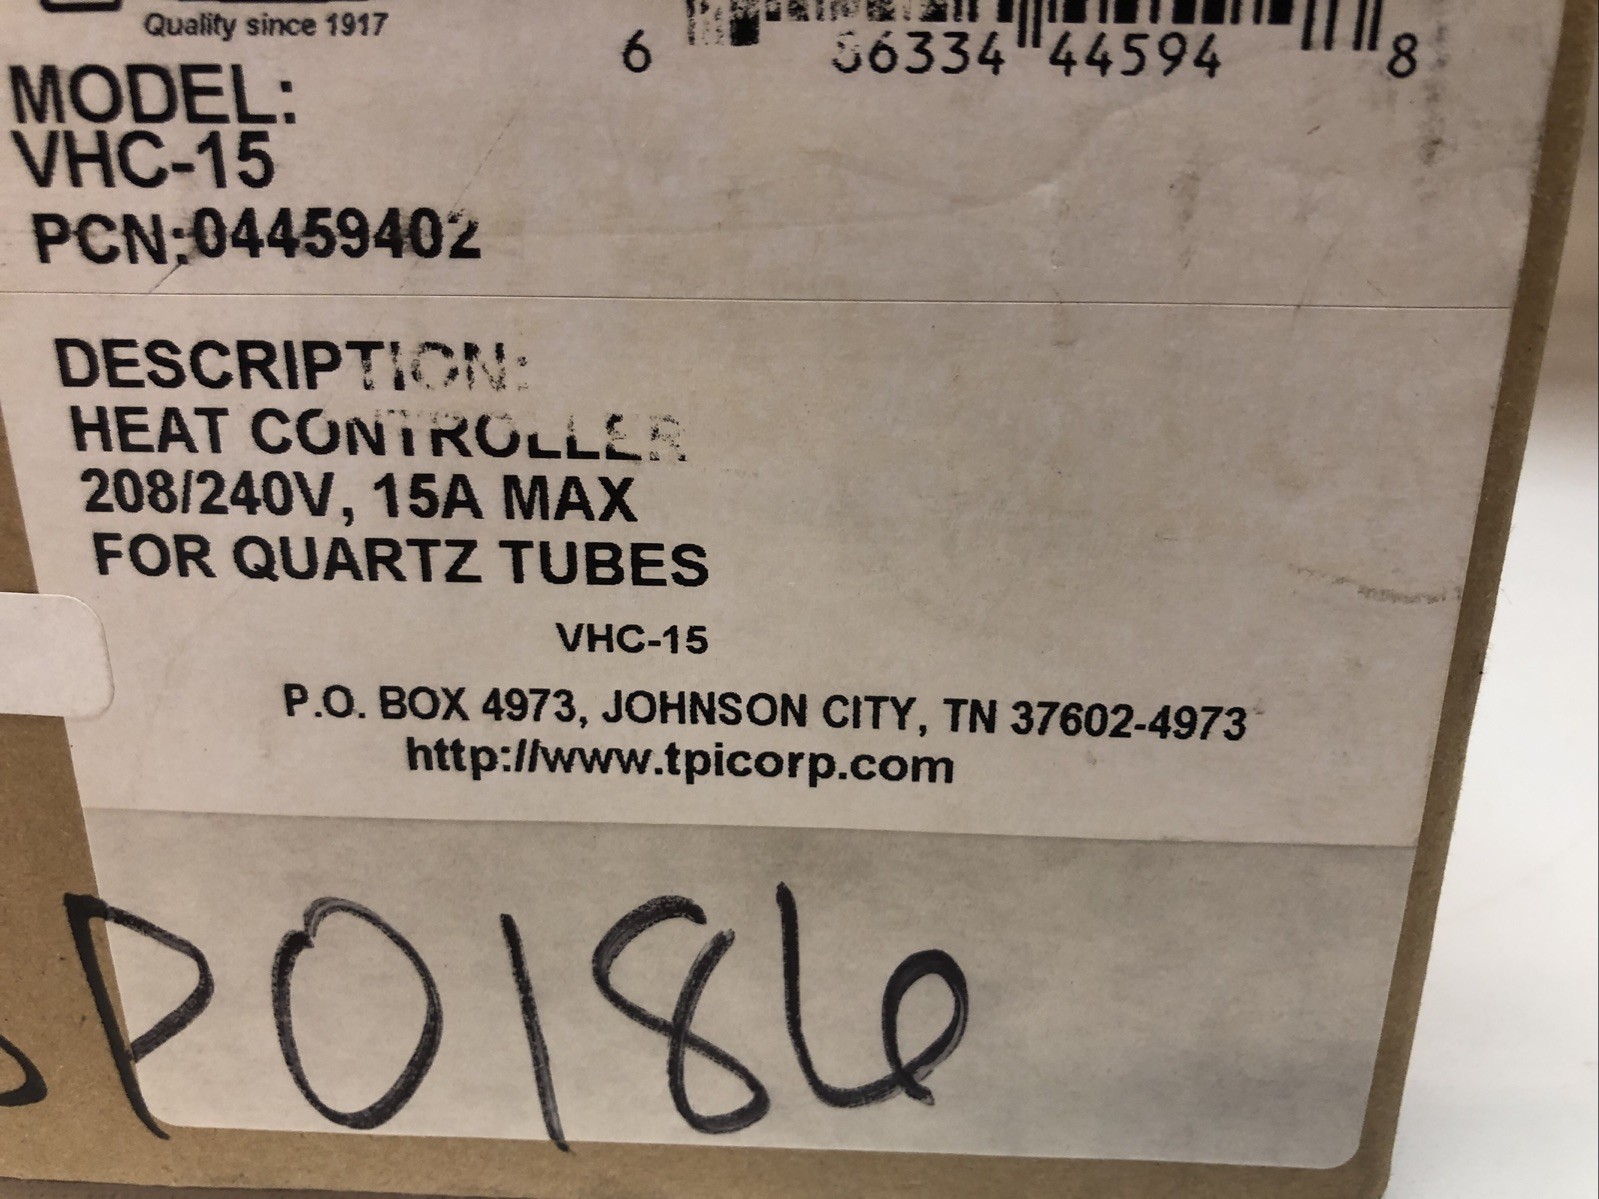 Quality since 1917
6 86334 44594 8
MODEL:
VHC-15
PCN:04459402
DESCRIPTION:
HEAT CONTROLLER
208/240V, 15A MAX
FOR QUARTZ TUBES
VHC-15
P.O. BOX 4973, JOHNSON CITY, TN 37602-4973
http://www.tpicorp.com
P0186